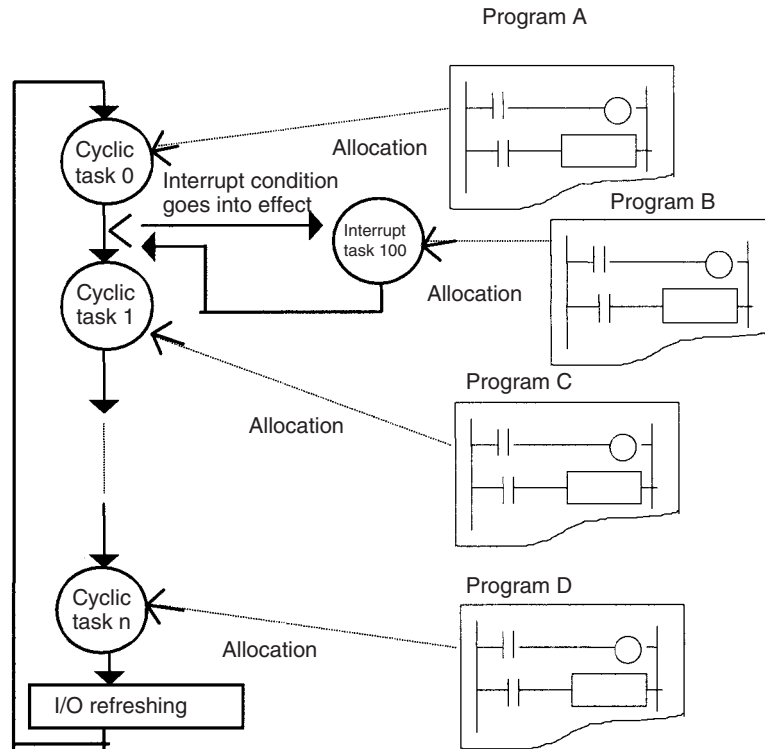 Program A
Cyclic
task 0
Allocation
Interrupt condition
goes into effect
Program B
Interrupt
task 100
Allocation
Cyclic
task 1
Program C
Allocation
Cyclic
task n
Program D
Allocation
I/O refreshing